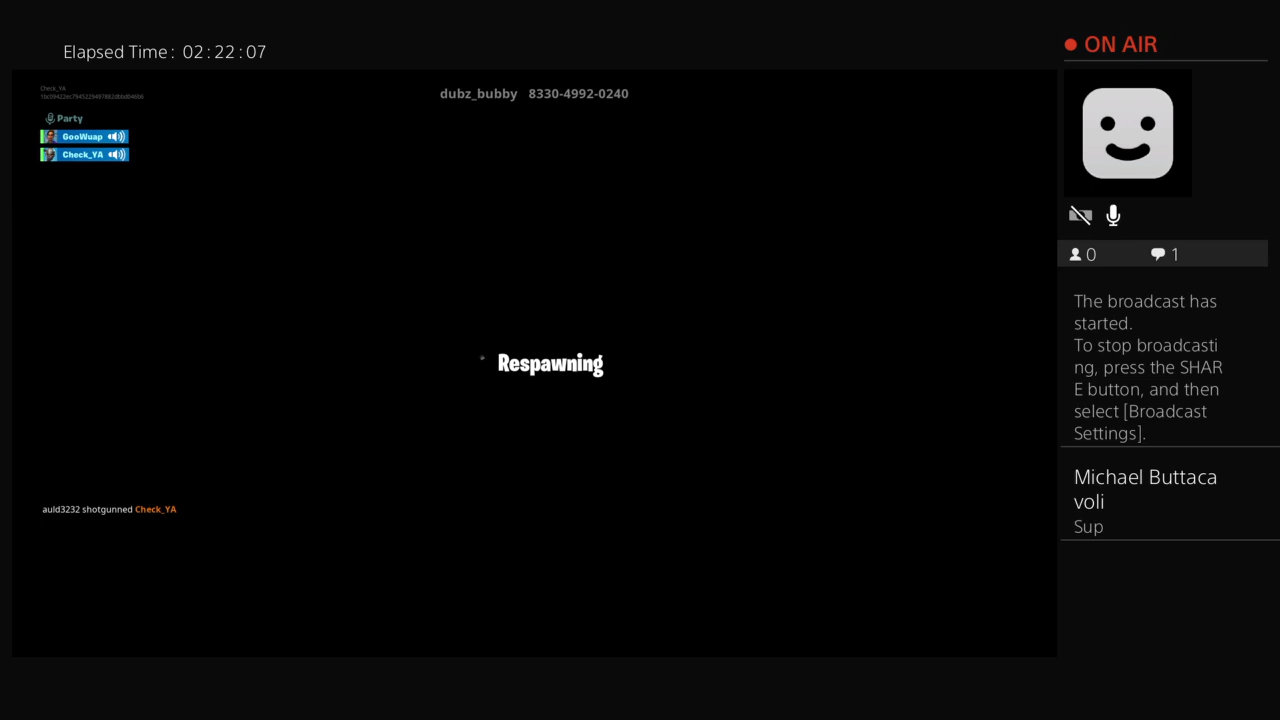 Elapsed Time: 02:22:07
ON AIR
Check_YA
dubz_bubby 8330-4992-0240
Party
GooWuap
Check_YA
0 1
The broadcast has
started.
To stop broadcasti
ng, press the SHAR
E button, and then
select [Broadcast
Settings].
Respawning
Michael Buttaca
voli
Sup
auld3232 shotgunned Check_YA